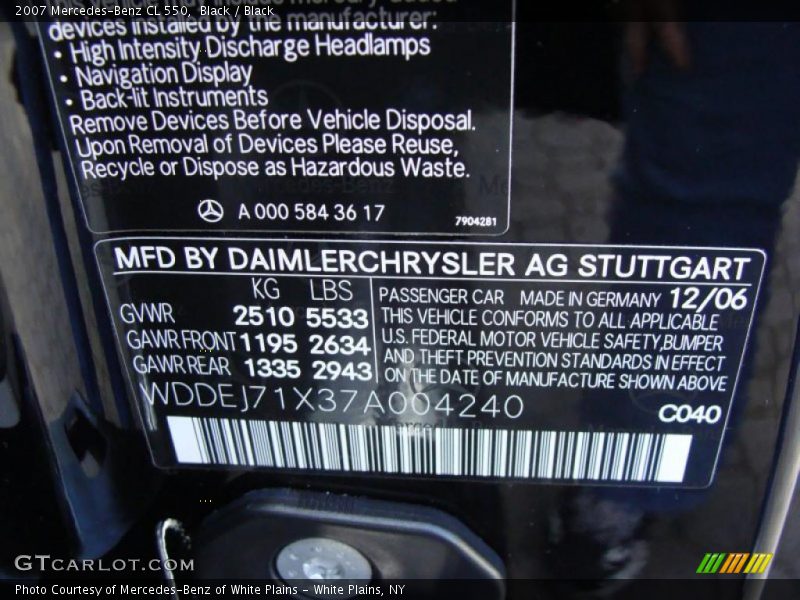 2007 Mercedes-Benz CL 550, Black / Black
devices installed by the manufacturer:
• High Intensity Discharge Headlamps
• Navigation Display
• Back-lit Instruments
Remove Devices Before Vehicle Disposal.
Upon Removal of Devices Please Reuse,
Recycle or Dispose as Hazardous Waste.
A 000 584 36 17
7904281
MFD BY DAIMLERCHRYSLER AG STUTTGART
KG LBS
GVWR 2510 5533
GAWR FRONT 1195 2634
GAWR REAR 1335 2943
PASSENGER CAR MADE IN GERMANY 12/06
THIS VEHICLE CONFORMS TO ALL APPLICABLE
U.S. FEDERAL MOTOR VEHICLE SAFETY, BUMPER
AND THEFT PREVENTION STANDARDS IN EFFECT
ON THE DATE OF MANUFACTURE SHOWN ABOVE
WDDEJ71X37A004240
C040
GTCARLOT.COM
Photo Courtesy of Mercedes-Benz of White Plains - White Plains, NY